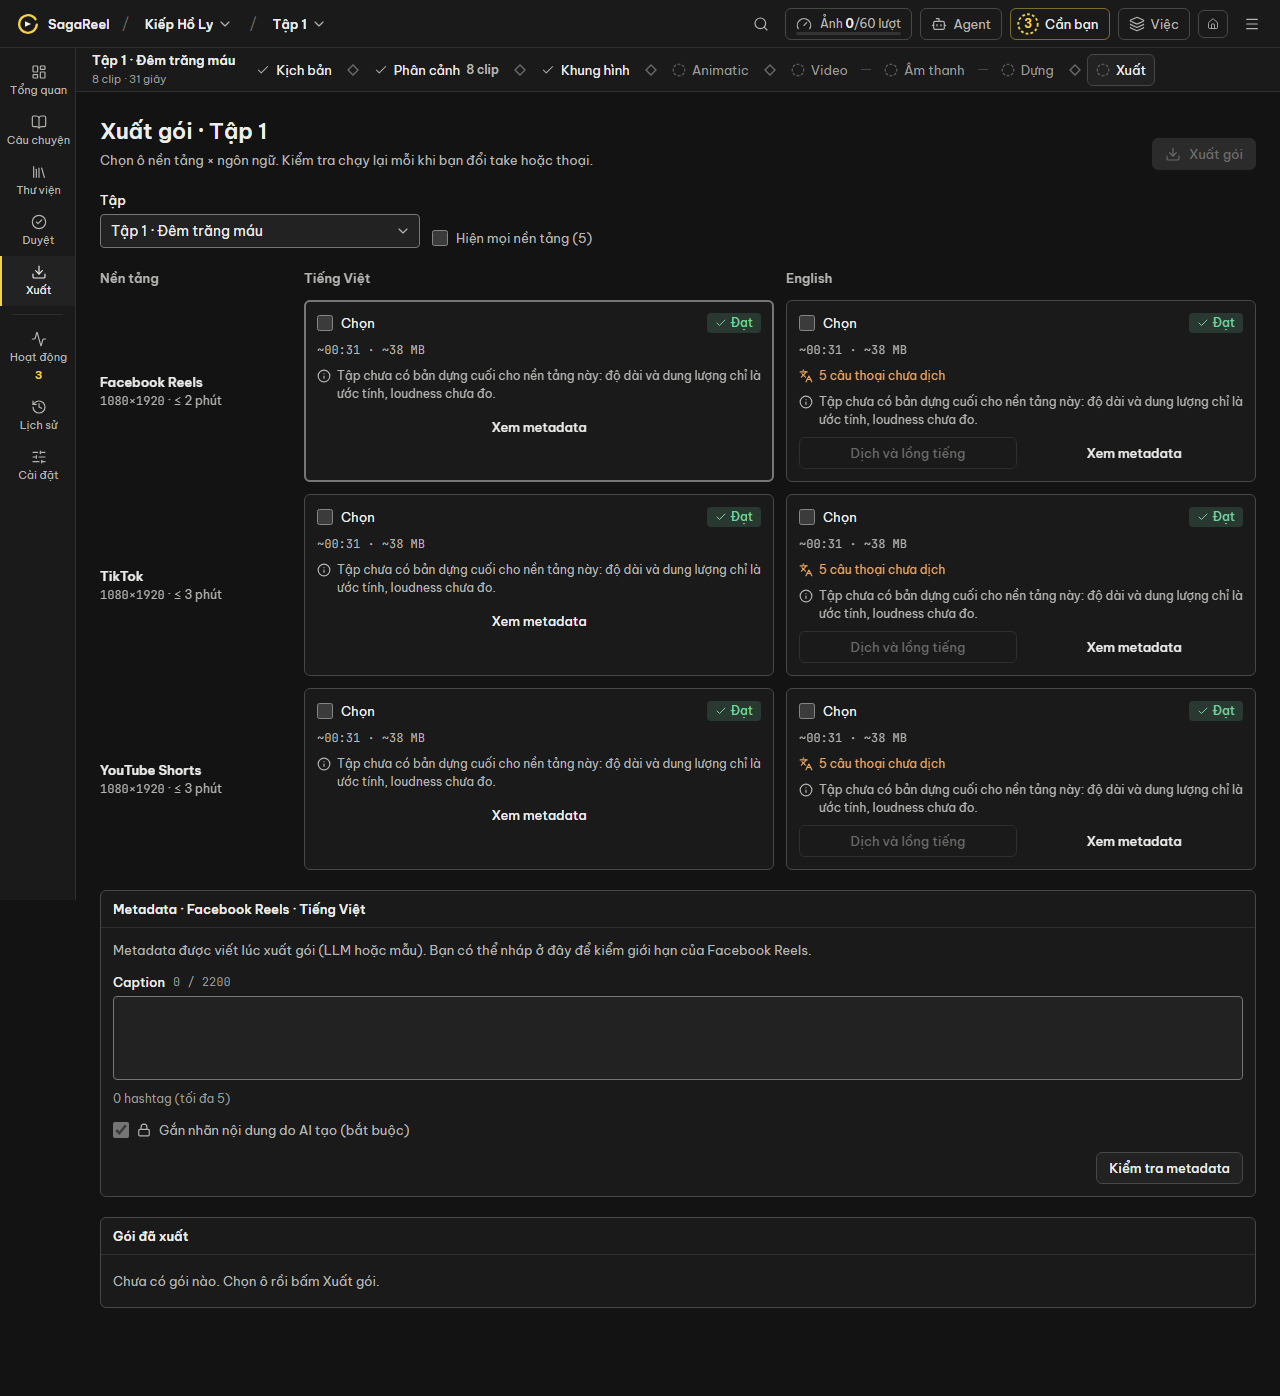 SagaReel / Kiếp Hồ Ly / Tập 1
Ảnh 0/60 lượt
Agent
3 Cần bạn
Việc
Tập 1 · Đêm trăng máu
8 clip · 31 giây
Kịch bản
Phân cảnh 8 clip
Khung hình
Animatic
Video
Âm thanh
Dựng
Xuất
Tổng quan
Câu chuyện
Thư viện
Duyệt
Xuất
Hoạt động
3
Lịch sử
Cài đặt
Xuất gói · Tập 1
Chọn ô nền tảng × ngôn ngữ. Kiểm tra chạy lại mỗi khi bạn đổi take hoặc thoại.
Xuất gói
Tập
Tập 1 · Đêm trăng máu
Hiện mọi nền tảng (5)
Nền tảng
Tiếng Việt
English
Facebook Reels
1080×1920 · ≤ 2 phút
Chọn
Đạt
~00:31 · ~38 MB
Tập chưa có bản dựng cuối cho nền tảng này: độ dài và dung lượng chỉ là
ước tính, loudness chưa đo.
Xem metadata
Chọn
Đạt
~00:31 · ~38 MB
5 câu thoại chưa dịch
Tập chưa có bản dựng cuối cho nền tảng này: độ dài và dung lượng chỉ là
ước tính, loudness chưa đo.
Dịch và lồng tiếng
Xem metadata
TikTok
1080×1920 · ≤ 3 phút
Chọn
Đạt
~00:31 · ~38 MB
Tập chưa có bản dựng cuối cho nền tảng này: độ dài và dung lượng chỉ là
ước tính, loudness chưa đo.
Xem metadata
Chọn
Đạt
~00:31 · ~38 MB
5 câu thoại chưa dịch
Tập chưa có bản dựng cuối cho nền tảng này: độ dài và dung lượng chỉ là
ước tính, loudness chưa đo.
Dịch và lồng tiếng
Xem metadata
YouTube Shorts
1080×1920 · ≤ 3 phút
Chọn
Đạt
~00:31 · ~38 MB
Tập chưa có bản dựng cuối cho nền tảng này: độ dài và dung lượng chỉ là
ước tính, loudness chưa đo.
Xem metadata
Chọn
Đạt
~00:31 · ~38 MB
5 câu thoại chưa dịch
Tập chưa có bản dựng cuối cho nền tảng này: độ dài và dung lượng chỉ là
ước tính, loudness chưa đo.
Dịch và lồng tiếng
Xem metadata
Metadata · Facebook Reels · Tiếng Việt
Metadata được viết lúc xuất gói (LLM hoặc mẫu). Bạn có thể nháp ở đây để kiểm giới hạn của Facebook Reels.
Caption 0 / 2200
0 hashtag (tối đa 5)
Gắn nhãn nội dung do AI tạo (bắt buộc)
Kiểm tra metadata
Gói đã xuất
Chưa có gói nào. Chọn ô rồi bấm Xuất gói.